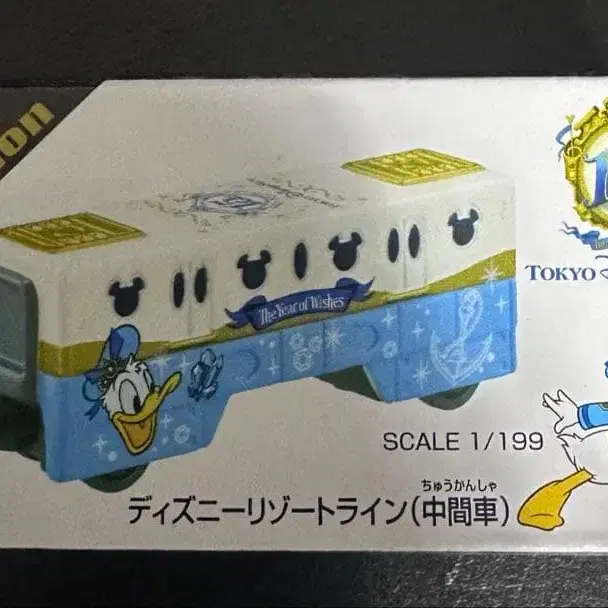 The Year of Wishes
TOKYO
SCALE 1/199
ちゅうかんしゃ
ディズニーリゾートライン(中間車)